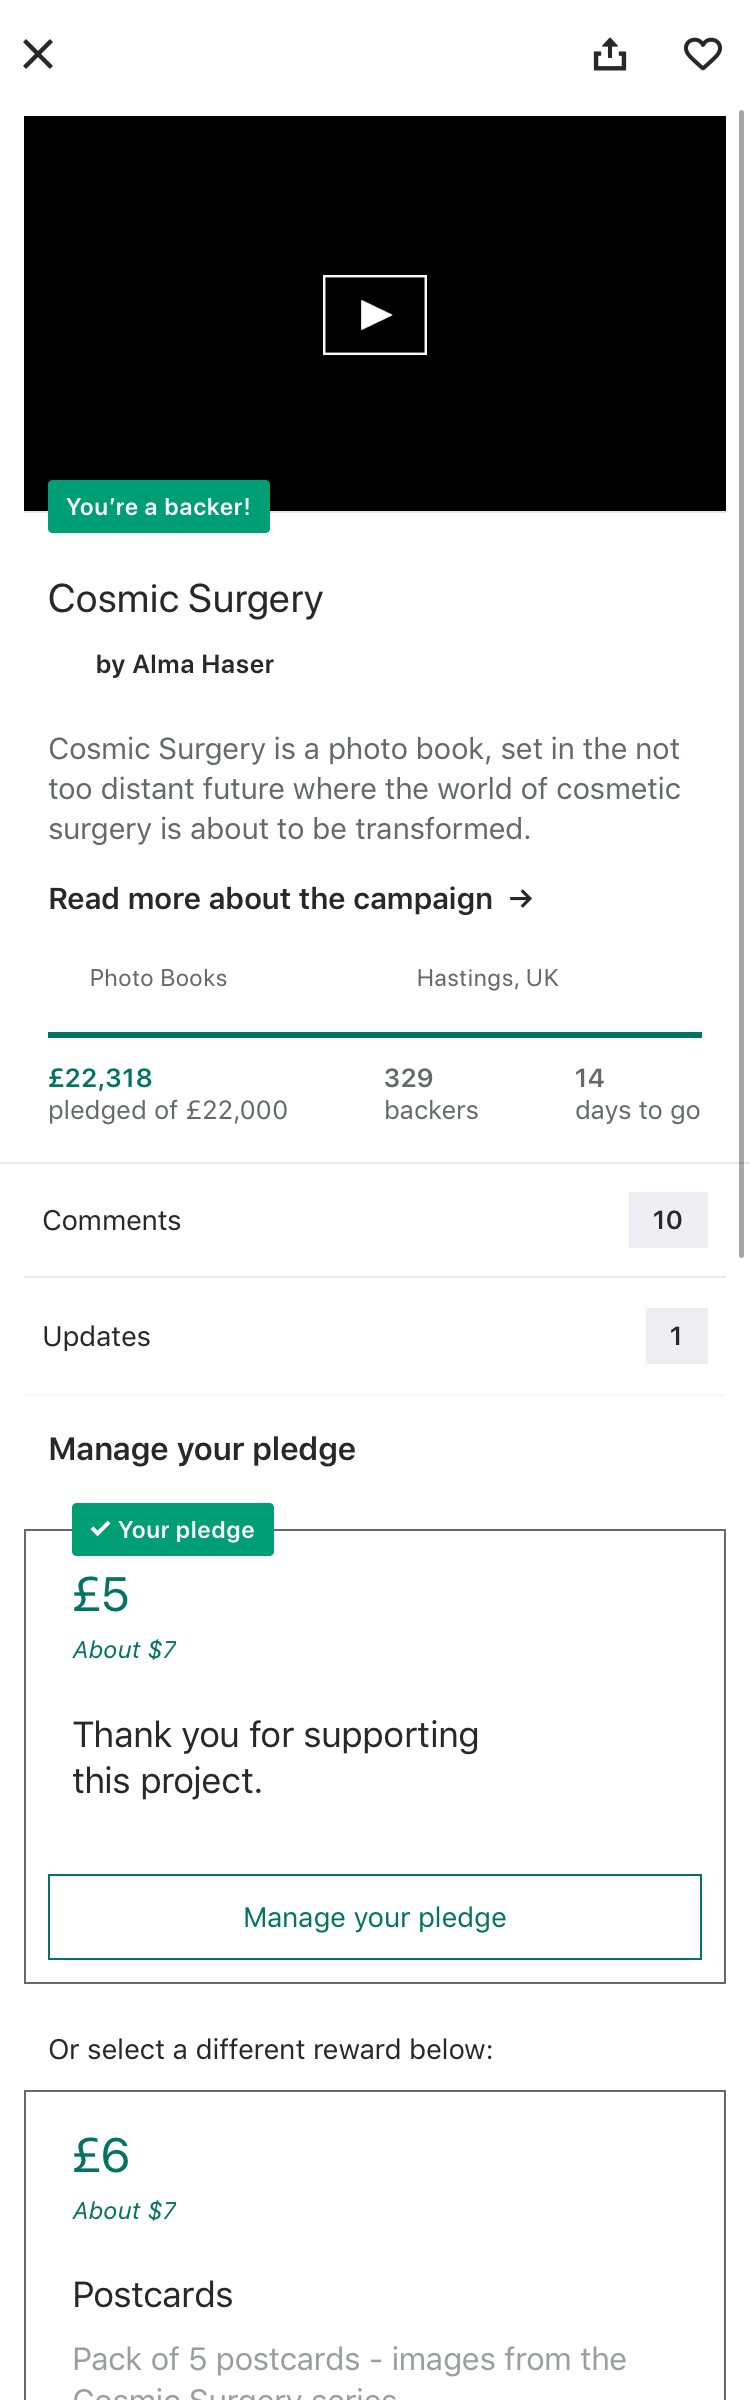 You’re a backer!
Cosmic Surgery
by Alma Haser
Cosmic Surgery is a photo book, set in the not
too distant future where the world of cosmetic
surgery is about to be transformed.
Read more about the campaign →
Photo Books
Hastings, UK
£22,318
pledged of £22,000
329
backers
14
days to go
Comments
10
Updates
1
Manage your pledge
✓ Your pledge
£5
About $7
Thank you for supporting
this project.
Manage your pledge
Or select a different reward below:
£6
About $7
Postcards
Pack of 5 postcards - images from the
Cosmic Surgery series